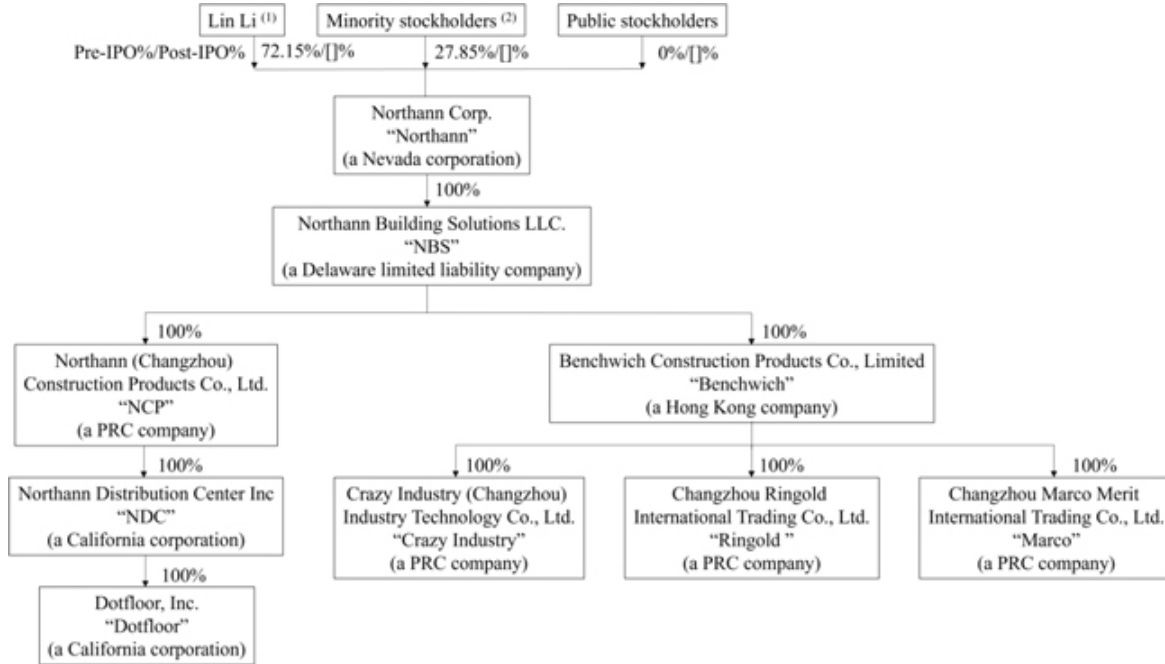 Lin Li (1)
Minority stockholders (2)
Public stockholders
Pre-IPO%/Post-IPO%
72.15%/[]%
27.85%/[]%
0%/[]%
Northann Corp.
“Northann”
(a Nevada corporation)
100%
Northann Building Solutions LLC.
“NBS”
(a Delaware limited liability company)
100%
Northann (Changzhou)
Construction Products Co., Ltd.
“NCP”
(a PRC company)
100%
Benchwich Construction Products Co., Limited
“Benchwich”
(a Hong Kong company)
100%
Northann Distribution Center Inc
“NDC”
(a California corporation)
100%
Crazy Industry (Changzhou)
Industry Technology Co., Ltd.
“Crazy Industry”
(a PRC company)
100%
Changzhou Ringold
International Trading Co., Ltd.
“Ringold ”
(a PRC company)
100%
Changzhou Marco Merit
International Trading Co., Ltd.
“Marco”
(a PRC company)
100%
Dotfloor, Inc.
“Dotfloor”
(a California corporation)